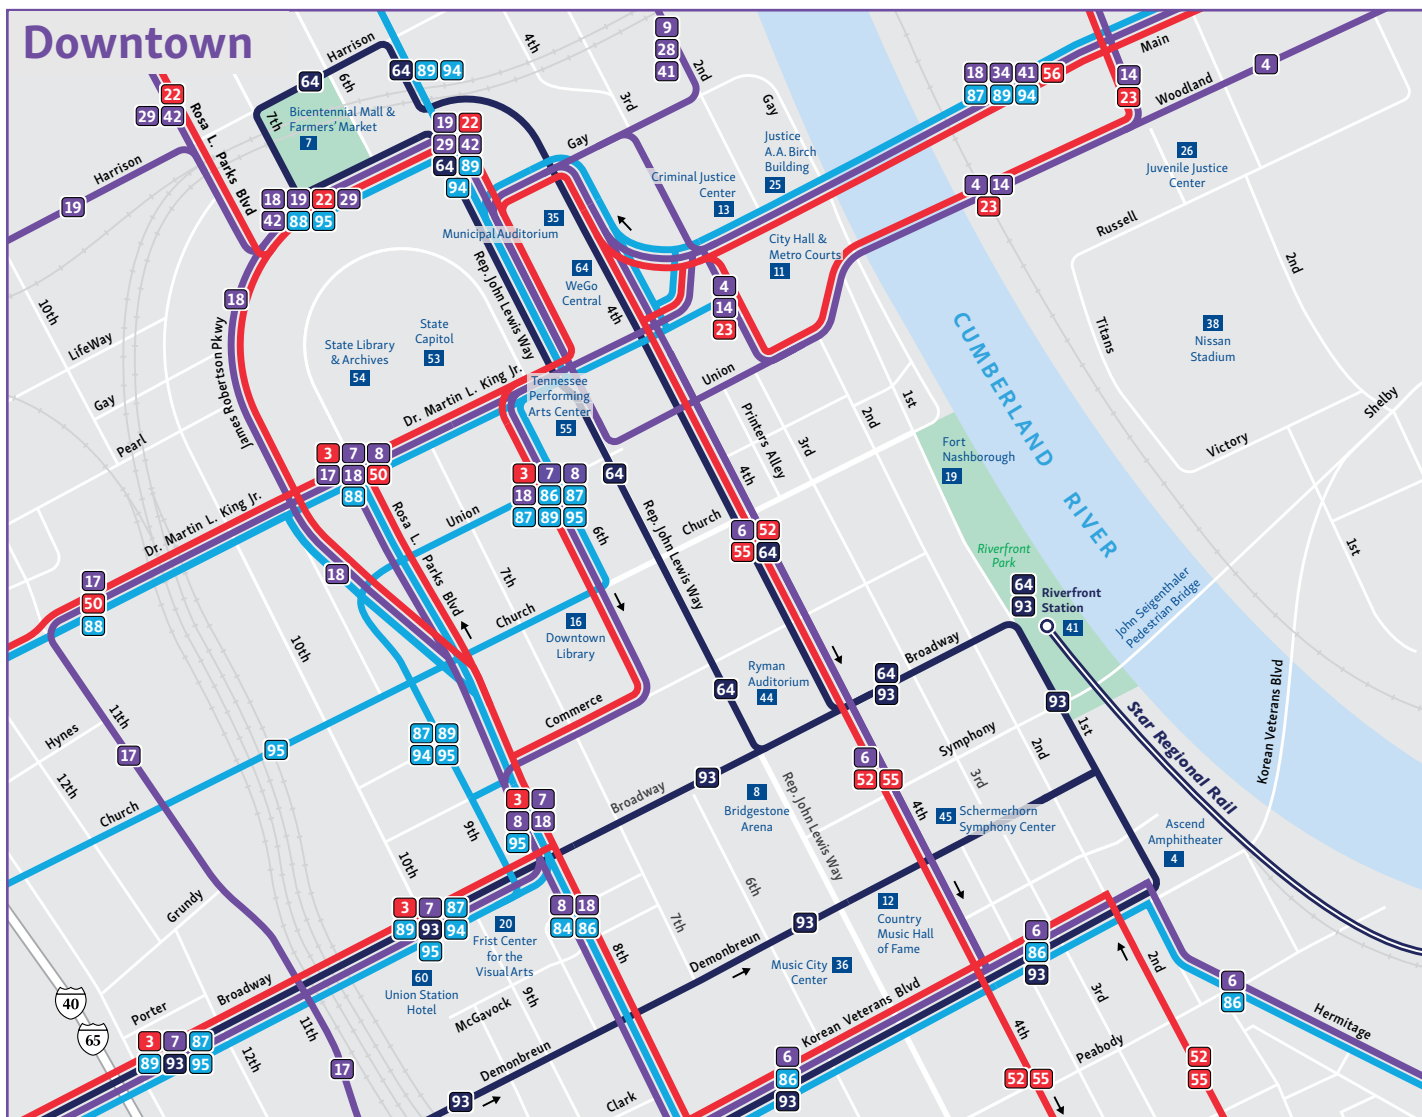 Downtown
Harrison
6th
7th
4th
9
28
41
2nd
3rd
Gay
Main
Woodland
4
64
64 89 94
22
29 42
Rosa L. Parks Blvd
Bicentennial Mall &
Farmers' Market
7
19 22
29 42
64 89
94
Gay
18 34 41 56
87 89 94
14
23
Justice
A.A. Birch
Building
25
26
Juvenile Justice
Center
Harrison
19
18 19 22 29
42 88 95
Criminal Justice
Center
13
4 14
23
35
Municipal Auditorium
City Hall &
Metro Courts
11
Russell
2nd
Rep. John Lewis Way
64
WeGo
Central
4th
4
14
23
18
10th
LifeWay
State
Capitol
53
State Library
& Archives
54
James Robertson Pkwy
CUMBERLAND
RIVER
Titans
38
Nissan
Stadium
Gay
Pearl
Dr. Martin L. King Jr.
Tennessee
Performing
Arts Center
55
Union
Printers Alley
3rd
2nd
1st
Shelby
Victory
3 7 8
17 18 50
88
3 7 8
18 86 87
87 89 95
64
4th
Fort
Nashborough
19
Dr. Martin L. King Jr.
Rosa L. Parks Blvd
Union
6th
Rep. John Lewis Way
Church
6 52
55 64
1st
Riverfront
Park
17
50
88
18
7th
Church
16
Downtown
Library
64
93
Riverfront
Station
41
John Seigenthaler
Pedestrian Bridge
10th
Ryman
Auditorium
44
64
64
93
Broadway
93
1st
Star Regional Rail
Korean Veterans Blvd
11th
Hynes
12th
17
95
87 89
94 95
Commerce
Symphony
2nd
3rd
6
52 55
Church
93
Broadway
3 7
8 18
95
9th
8
Bridgestone
Arena
Rep. John Lewis Way
4th
45
Schermerhorn
Symphony Center
Ascend
Amphitheater
4
10th
Grundy
6th
7th
3 7 87
89 93 94
95
20
Frist Center
for the
Visual Arts
8 18
84 86
8th
93
Demonbreun
12
Country
Music Hall
of Fame
6
86
93
2nd
60
Union Station
Hotel
Music City
Center
36
6
86
Hermitage
40
65
Porter
Broadway
11th
McGavock
9th
Korean Veterans Blvd
3rd
4th
Peabody
3 7 87
89 93 95
12th
17
Demonbreun
93
Clark
6
86
93
52 55
52
55